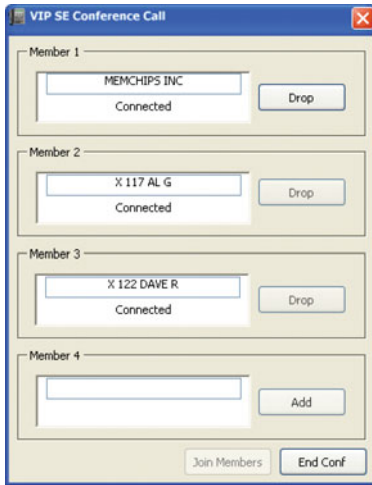 VIP SE Conference Call
Member 1
MEMCHIPS INC
Connected
Drop
Member 2
X 117 AL G
Connected
Drop
Member 3
X 122 DAVE R
Connected
Drop
Member 4
Add
Join Members End Conf